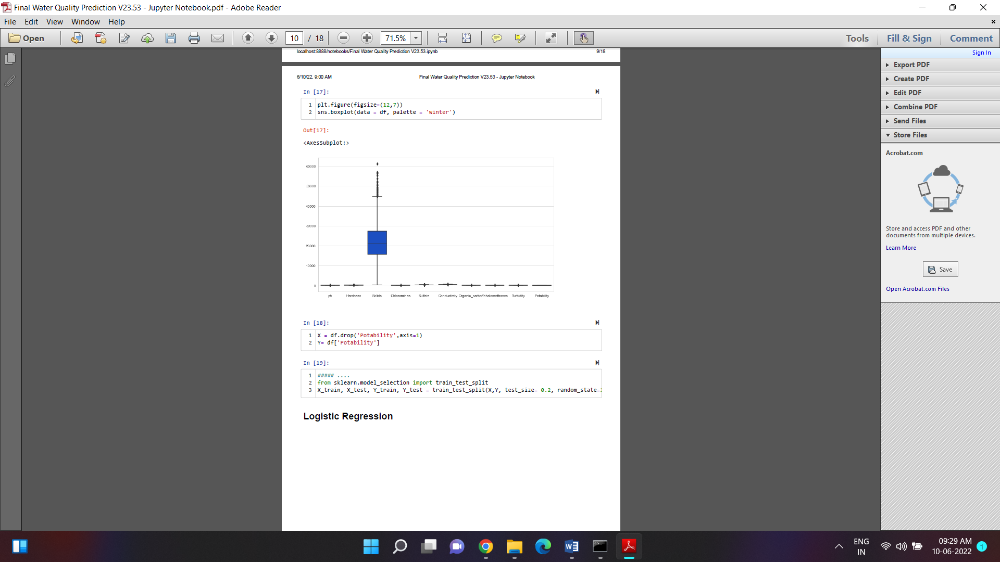 Final Water Quality Prediction V23.53 - Jupyter Notebook.pdf - Adobe Reader
File Edit View Window Help
Open 10 / 18 71.5% Tools Fill & Sign Comment
Sign In
Export PDF
Create PDF
Edit PDF
Combine PDF
Send Files
Store Files
Acrobat.com
Store and access PDF and other
documents from multiple devices.
Learn More
Save
Open Acrobat.com Files
localhost:8888/notebooks/Final Water Quality Prediction V23.53.ipynb 9/18
6/10/22, 9:00 AM Final Water Quality Prediction V23.53 - Jupyter Notebook
In [17]:
1 plt.figure(figsize=(12,7))
2 sns.boxplot(data = df, palette = 'winter')
Out[17]:
<AxesSubplot:>
60000
50000
40000
30000
20000
10000
0
ph Hardness Solids Chloramines Sulfate Conductivity Organic_carbon Trihalomethanes Turbidity Potability
In [18]:
1 X = df.drop('Potability',axis=1)
2 Y= df['Potability']
In [19]:
1 ##### ....
2 from sklearn.model_selection import train_test_split
3 X_train, X_test, Y_train, Y_test = train_test_split(X,Y, test_size= 0.2, random_state=
Logistic Regression
ENG
IN
09:29 AM
10-06-2022
1